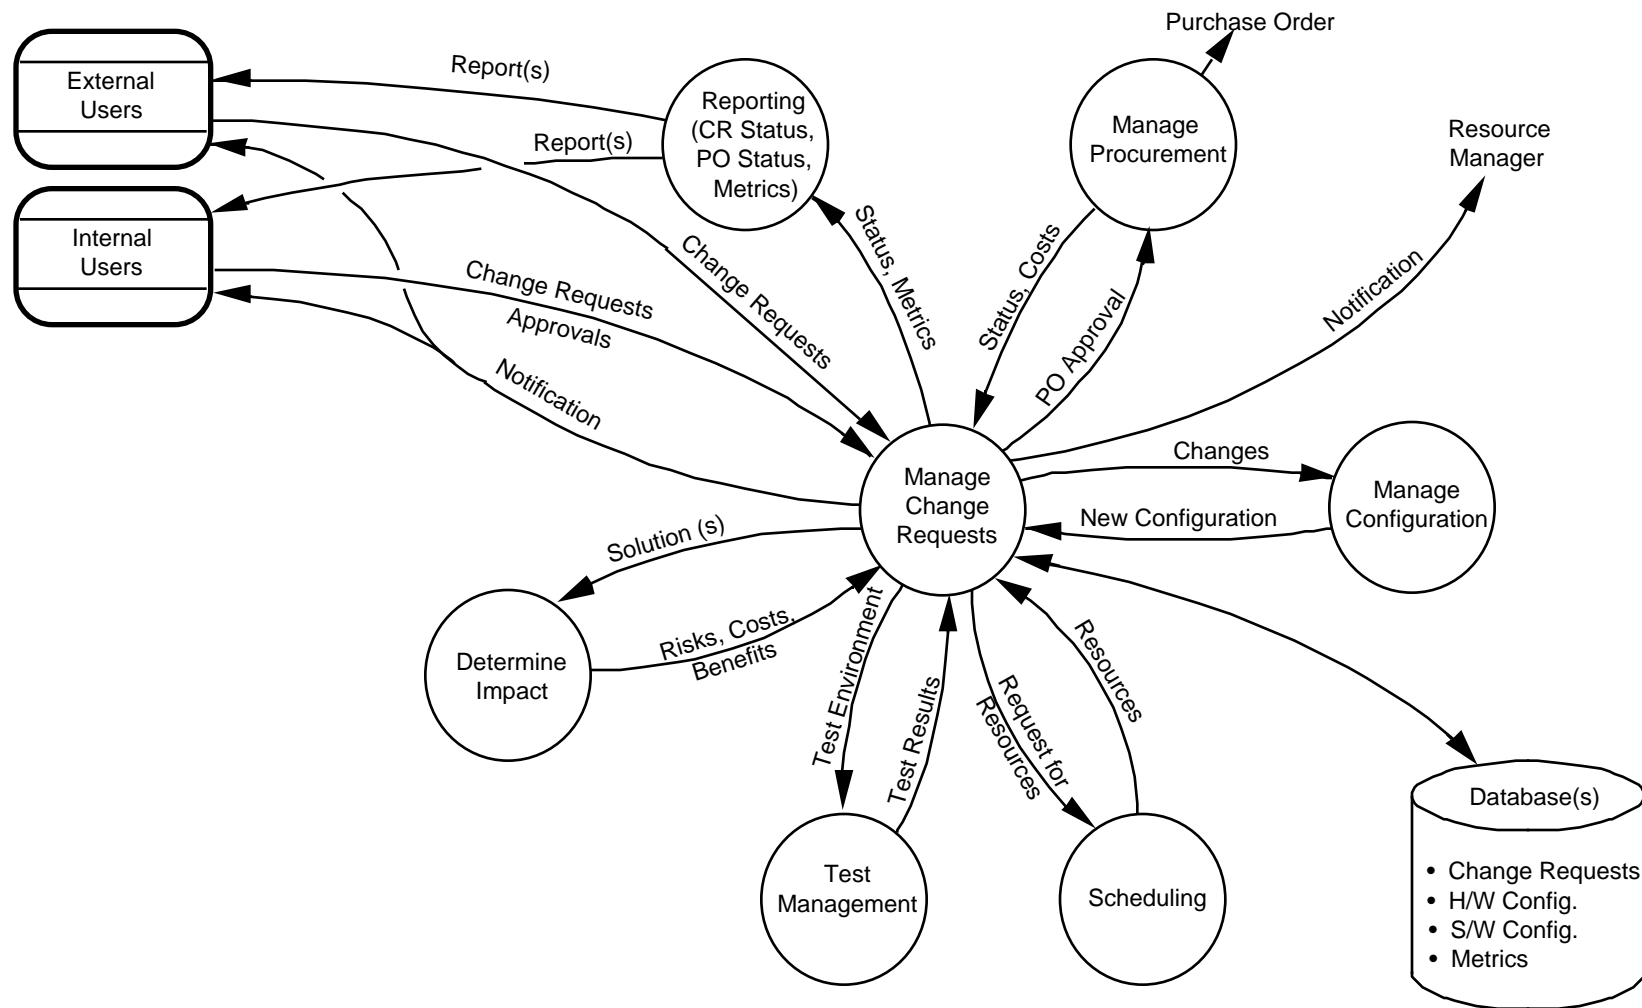 Purchase Order
External
Users
Report(s)
Reporting
(CR Status,
PO Status,
Metrics)
Report(s)
Manage
Procurement
Resource
Manager
Internal
Users
Change Requests
Approvals
Change Requests
Status, Metrics
Status, Costs
PO Approval
Notification
Notification
Manage
Change
Requests
Changes
New Configuration
Manage
Configuration
Solution (s)
Risks, Costs,
Benefits
Determine
Impact
Test Environment
Test Results
Request for
Resources
Resources
Test
Management
Scheduling
Database(s)
• Change Requests
• H/W Config.
• S/W Config.
• Metrics